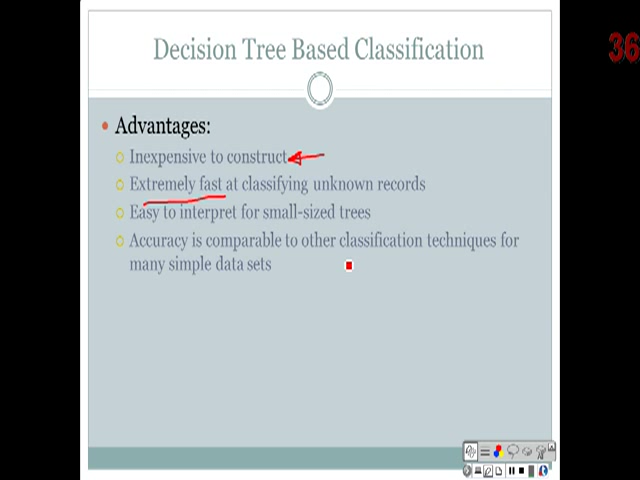 Decision Tree Based Classification
36
Advantages:
Inexpensive to construct
Extremely fast at classifying unknown records
Easy to interpret for small-sized trees
Accuracy is comparable to other classification techniques for
many simple data sets